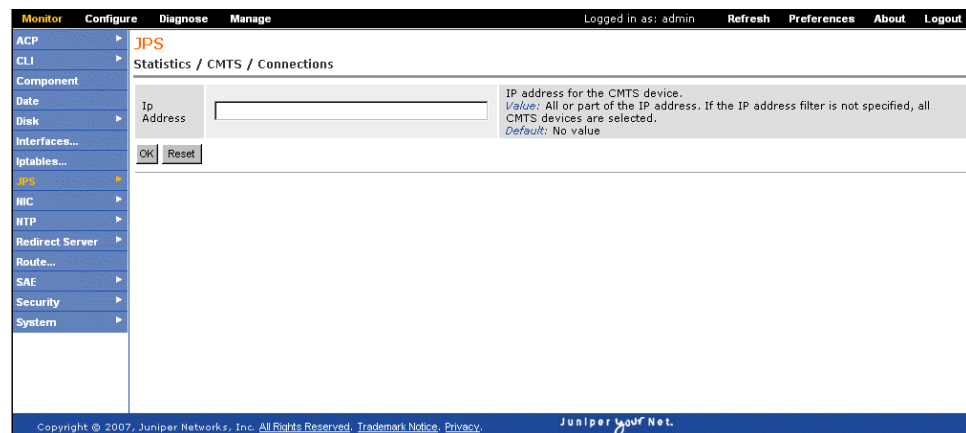 Monitor Configure Diagnose Manage Logged in as: admin Refresh Preferences About Logout
ACP
CLI
Component
Date
Disk
Interfaces...
Iptables...
JPS
NIC
NTP
Redirect Server
Route...
SAE
Security
System
JPS
Statistics / CMTS / Connections
Ip
Address
IP address for the CMTS device.
Value: All or part of the IP address. If the IP address filter is not specified, all
CMTS devices are selected.
Default: No value
OK Reset
Copyright © 2007, Juniper Networks, Inc. All Rights Reserved. Trademark Notice. Privacy.
Juniper your Net.